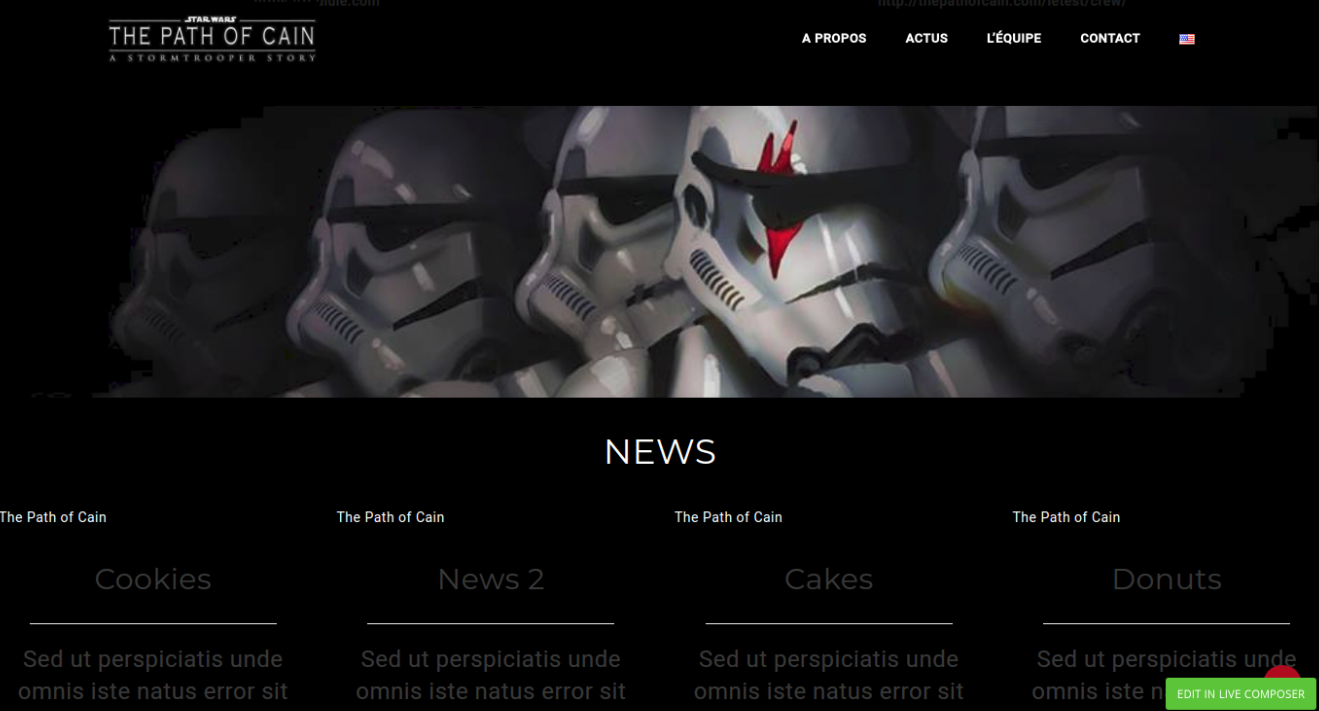 http://thepathofcain.com/letest/crew/
STAR WARS
THE PATH OF CAIN
A STORMTROOPER STORY
A PROPOS
ACTUS
L'ÉQUIPE
CONTACT
NEWS
The Path of Cain
The Path of Cain
The Path of Cain
The Path of Cain
Cookies
News 2
Cakes
Donuts
Sed ut perspiciatis unde
omnis iste natus error sit
Sed ut perspiciatis unde
omnis iste natus error sit
Sed ut perspiciatis unde
omnis iste natus error sit
Sed ut perspiciatis unde
omnis iste
EDIT IN LIVE COMPOSER